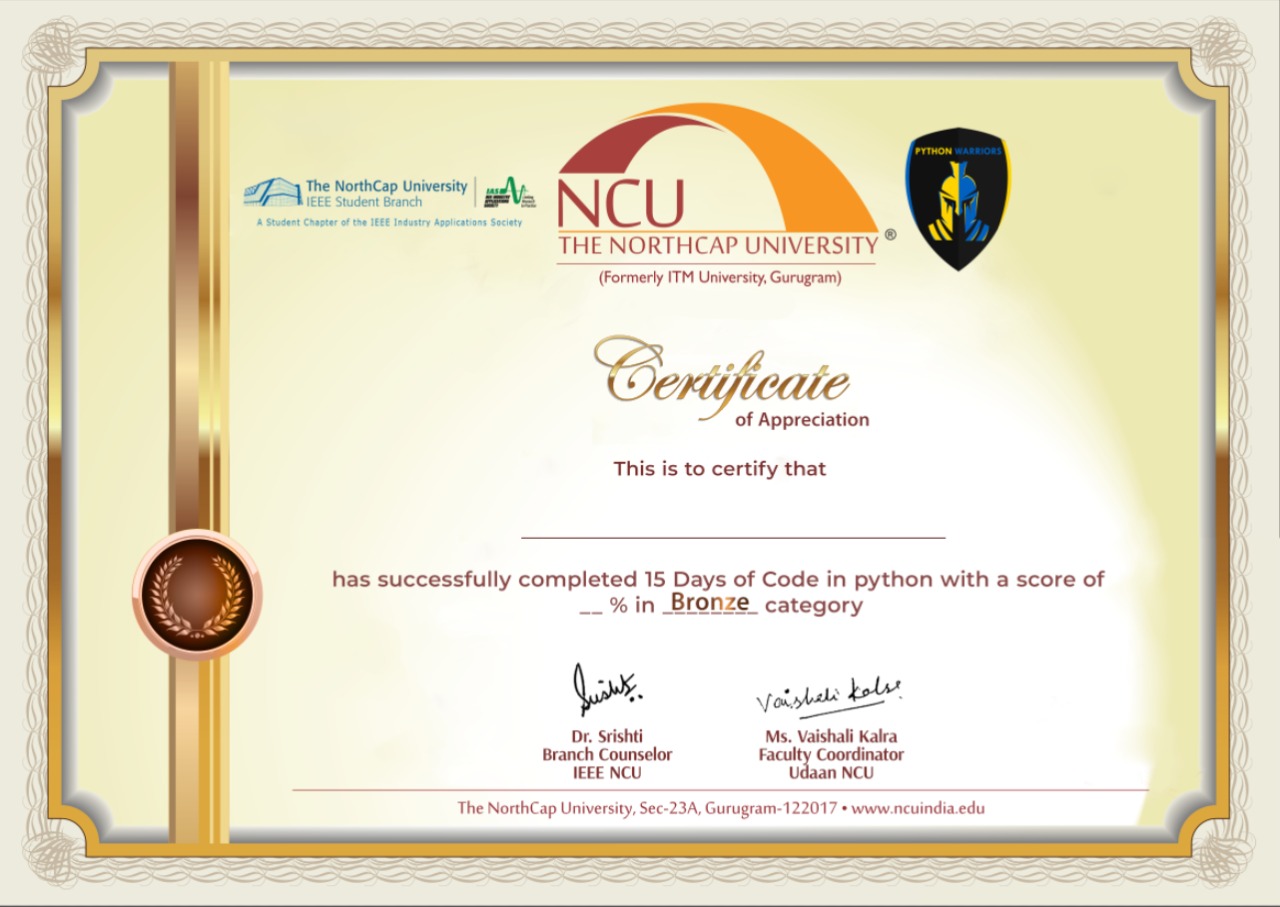 The NorthCap University
IEEE Student Branch
A Student Chapter of the IEEE Industry Applications Society
IAS
NCU
THE NORTHCAP UNIVERSITY®
(Formerly ITM University, Gurugram)
PYTHON WARRIORS
Certificate
of Appreciation
This is to certify that
has successfully completed 15 Days of Code in python with a score of
__ % in Bronze category
Vaishali Kalra
Dr. Srishti
Branch Counselor
IEEE NCU
Ms. Vaishali Kalra
Faculty Coordinator
Udaan NCU
The NorthCap University, Sec-23A, Gurugram-122017 • www.ncuindia.edu